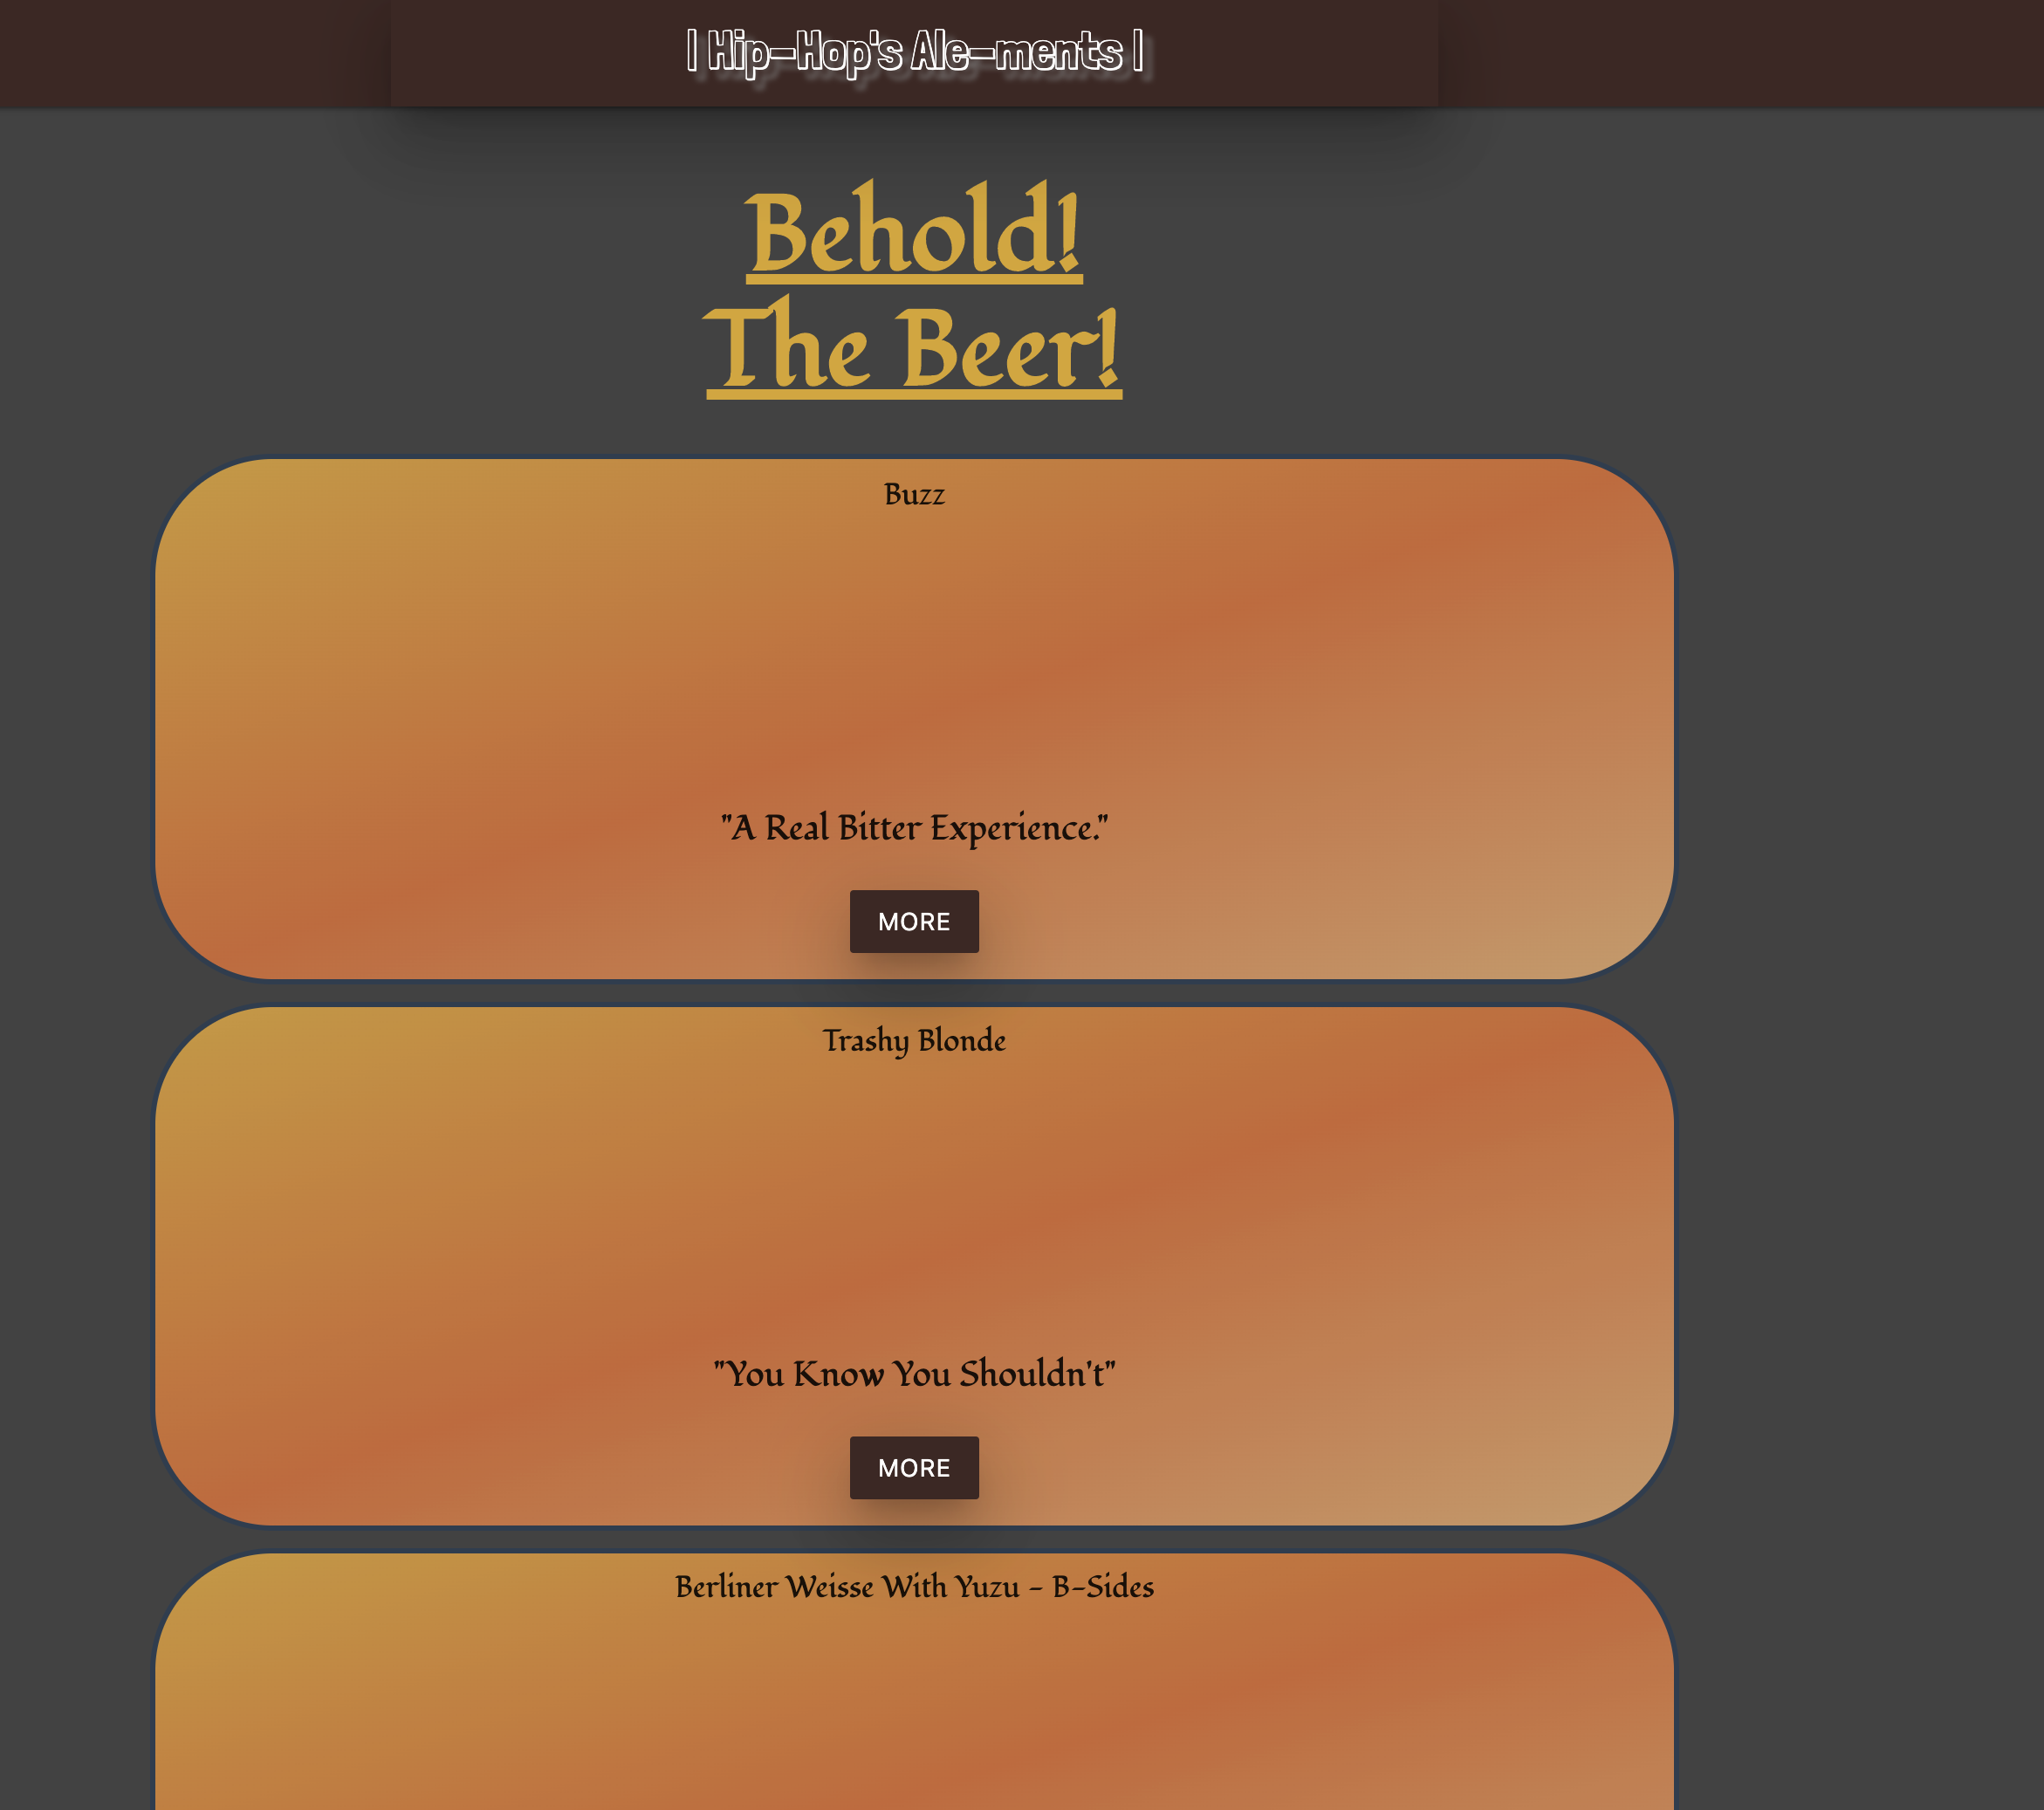 | Hip-Hop's Ale-ments |
Behold!
The Beer!
Buzz
"A Real Bitter Experience."
MORE
Trashy Blonde
"You Know You Shouldn't"
MORE
Berliner Weisse With Yuzu - B-Sides